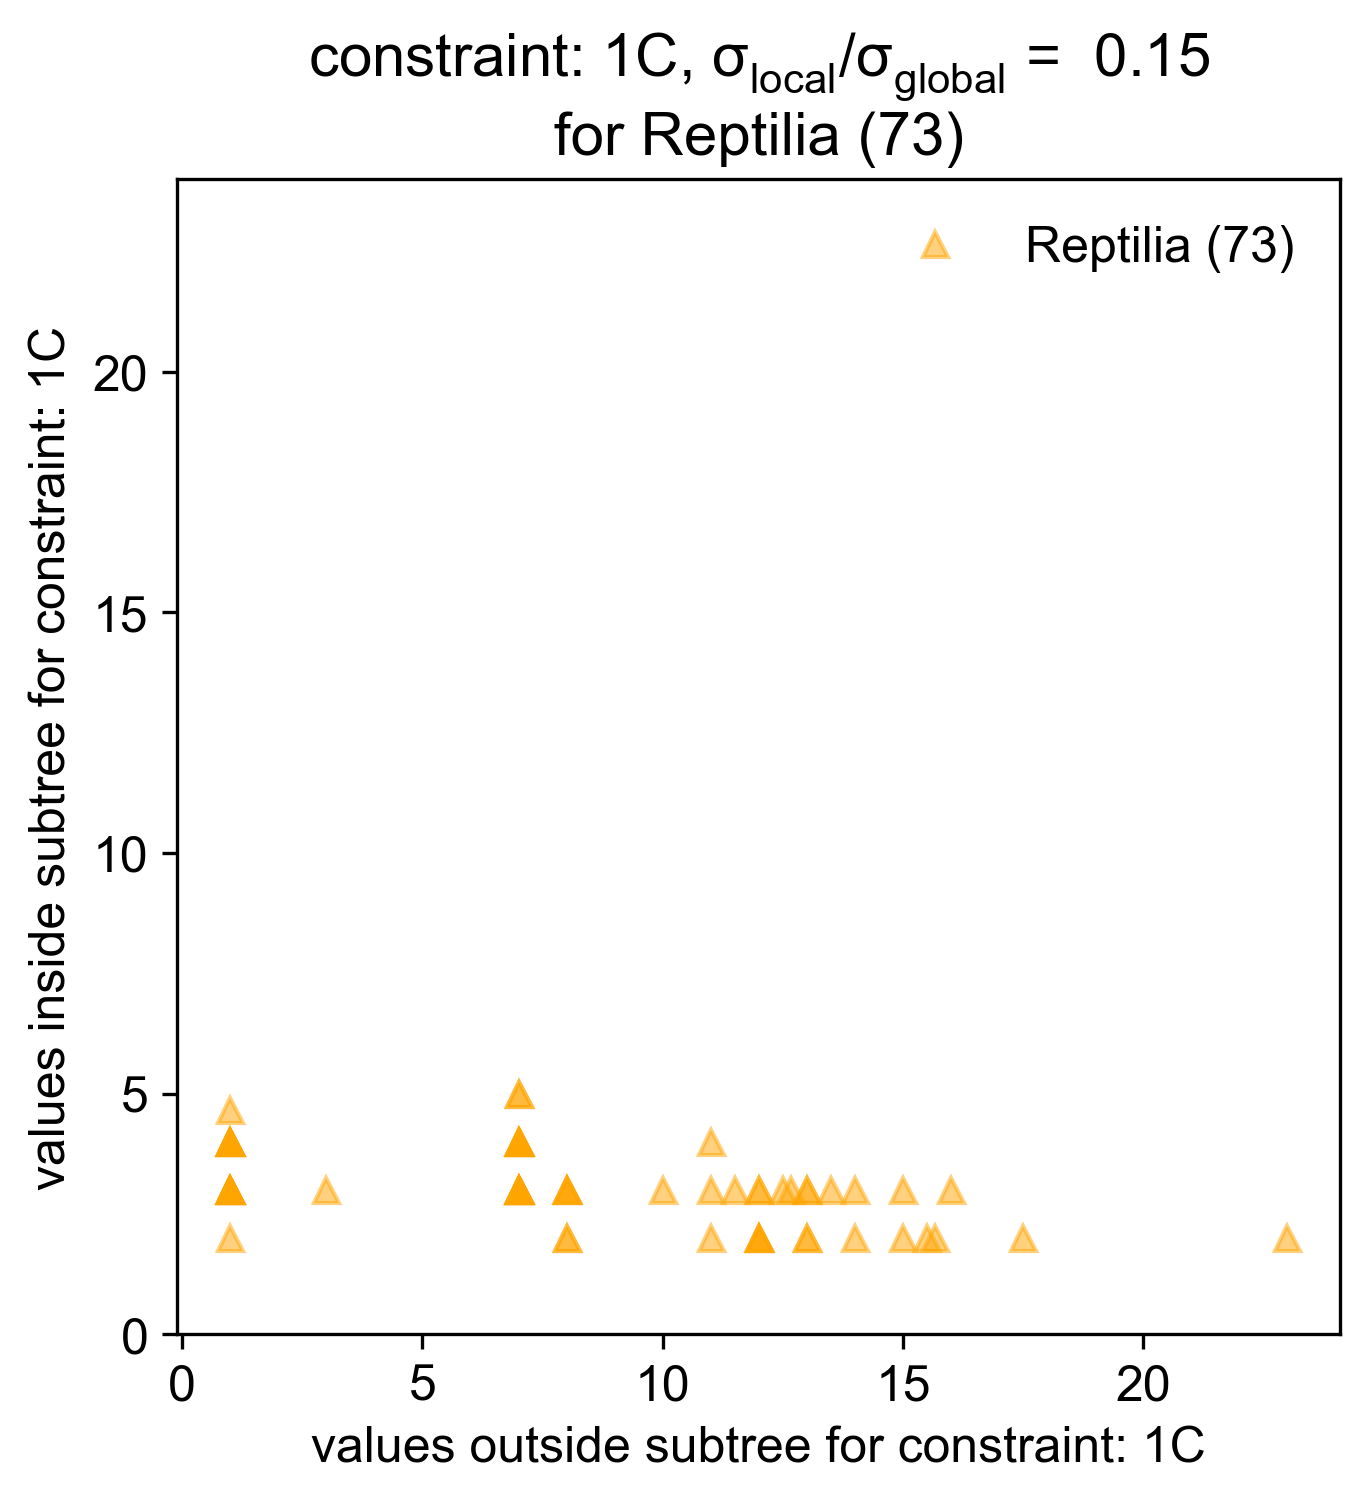 constraint: 1C, σlocal/σglobal = 0.15
for Reptilia (73)
Reptilia (73)
values inside subtree for constraint: 1C
20
15
10
5
0
0 5 10 15 20
values outside subtree for constraint: 1C